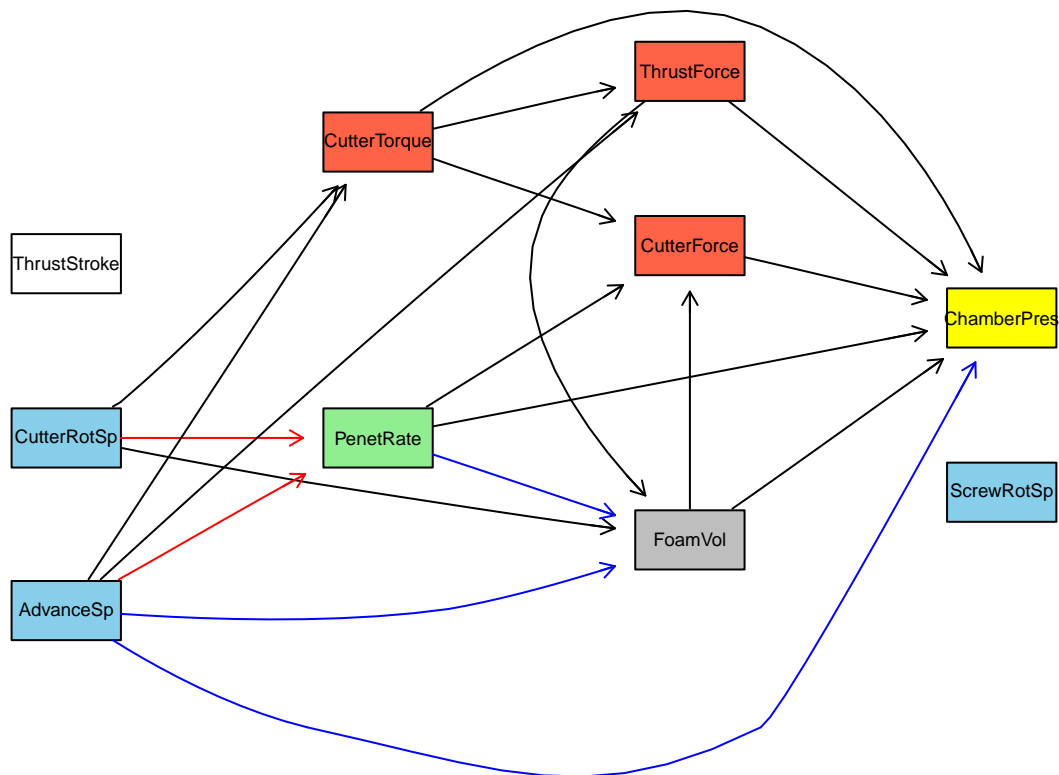 ThrustForce
CutterTorque
ThrustStroke
CutterForce
ChamberPres
CutterRotSp
PenetRate
ScrewRotSp
FoamVol
AdvanceSp